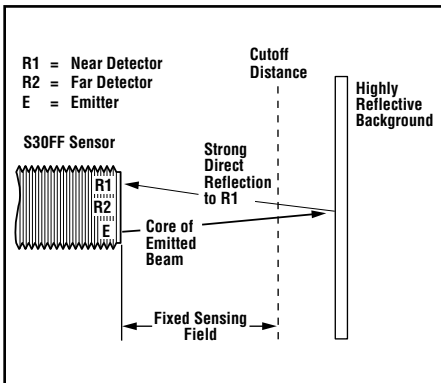 R1 = Near Detector
R2 = Far Detector
E = Emitter
S30FF Sensor
Cutoff
Distance
Highly
Reflective
Background
Strong
Direct
Reflection
to R1
R1
R2
E
Core of
Emitted
Beam
Fixed Sensing
Field